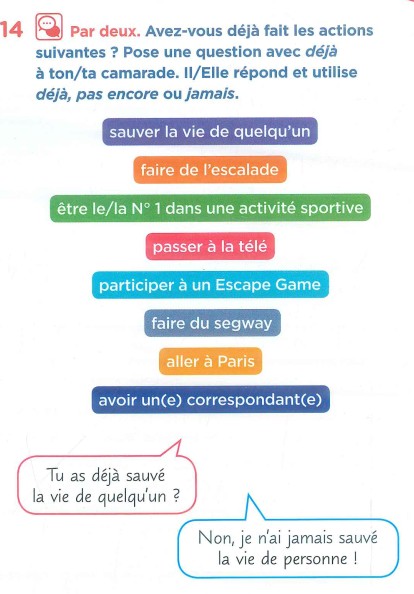 14 Par deux. Avez-vous déjà fait les actions
suivantes ? Pose une question avec déjà
à ton/ta camarade. Il/Elle répond et utilise
déjà, pas encore ou jamais.
sauver la vie de quelqu'un
faire de l'escalade
être le/la N° 1 dans une activité sportive
passer à la télé
participer à un Escape Game
faire du segway
aller à Paris
avoir un(e) correspondant(e)
Tu as déjà sauvé
la vie de quelqu'un ?
Non, je n'ai jamais sauvé
la vie de personne !